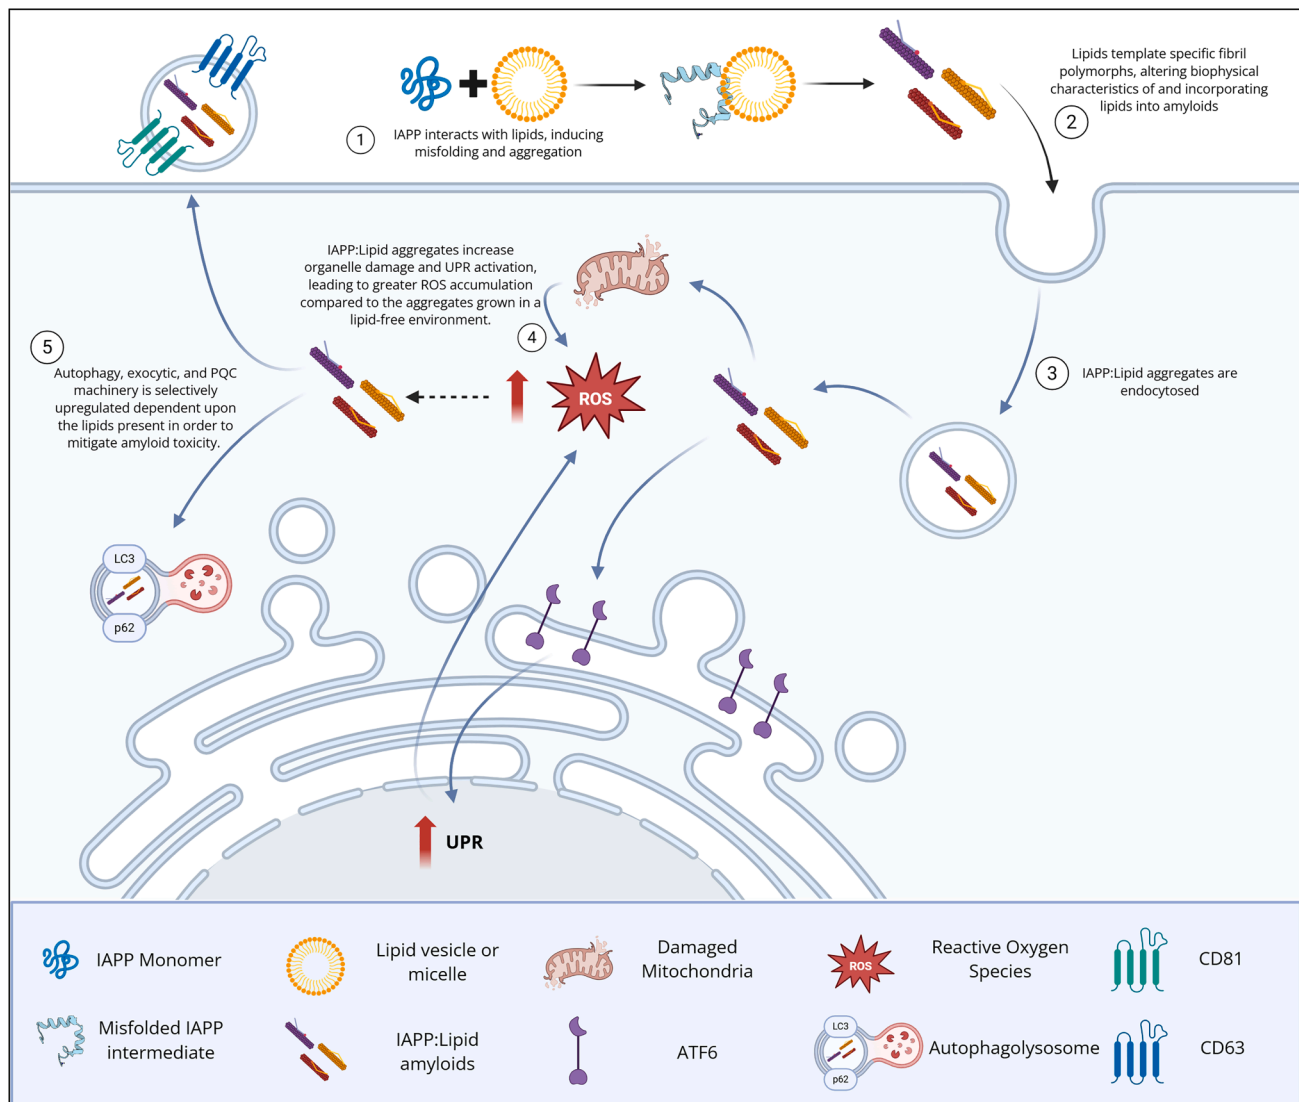 IAPP interacts with lipids, inducing
misfolding and aggregation
1
Lipids template specific fibril
polymorphs, altering biophysical
characteristics of and incorporating
lipids into amyloids
2
3
IAPP:Lipid aggregates are
endocytosed
IAPP:Lipid aggregates increase
organelle damage and UPR activation,
leading to greater ROS accumulation
compared to the aggregates grown in a
lipid-free environment.
4
ROS
5
Autophagy, exocytic, and PQC
machinery is selectively
upregulated dependent upon
the lipids present in order to
mitigate amyloid toxicity.
LC3
p62
UPR
IAPP Monomer
Lipid vesicle or
micelle
Damaged
Mitochondria
ROS
Reactive Oxygen
Species
CD81
Misfolded IAPP
intermediate
IAPP:Lipid
amyloids
ATF6
LC3
p62
Autophagolysosome
CD63